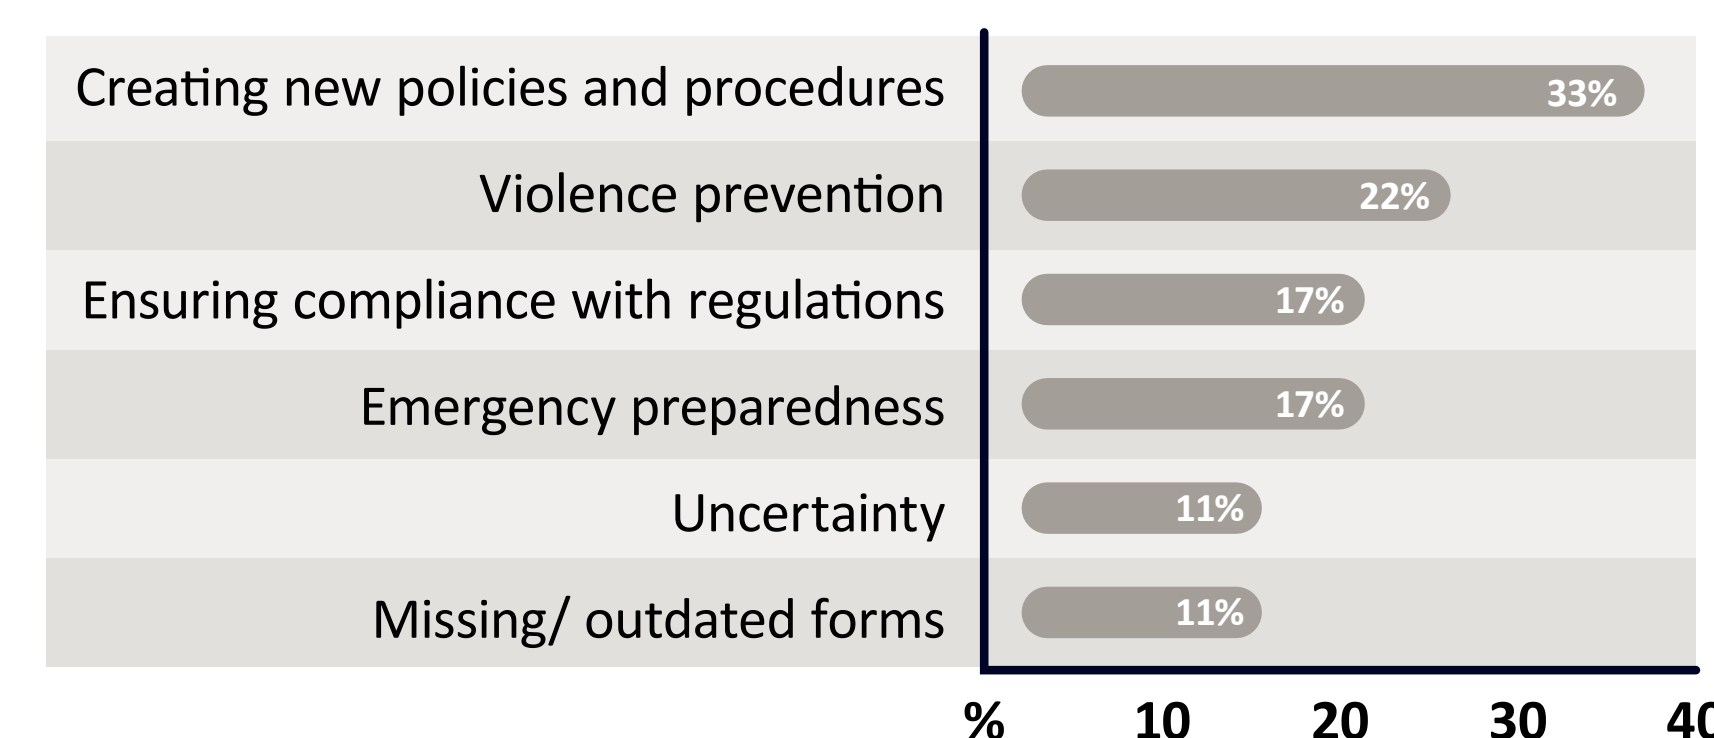 Creating new policies and procedures 33%
Violence prevention 22%
Ensuring compliance with regulations 17%
Emergency preparedness 17%
Uncertainty 11%
Missing/ outdated forms 11%
% 10 20 30 40